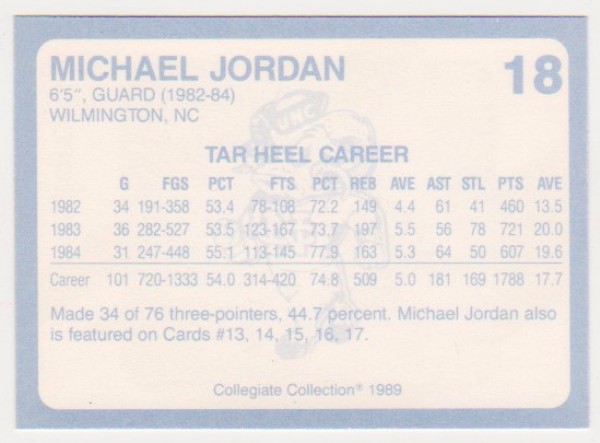 MICHAEL JORDAN 18
6'5", GUARD (1982-84)
WILMINGTON, NC
UNC
TAR HEEL CAREER
G FGS PCT FTS PCT REB AVE AST STL PTS AVE
1982 34 191-358 53.4 78-108 72.2 149 4.4 61 41 460 13.5
1983 36 282-527 53.5 123-167 73.7 197 5.5 56 78 721 20.0
1984 31 247-448 55.1 113-145 77.9 163 5.3 64 50 607 19.6
Career 101 720-1333 54.0 314-420 74.8 509 5.0 181 169 1788 17.7
Made 34 of 76 three-pointers, 44.7 percent. Michael Jordan also
is featured on Cards #13, 14, 15, 16, 17.
Collegiate Collection® 1989